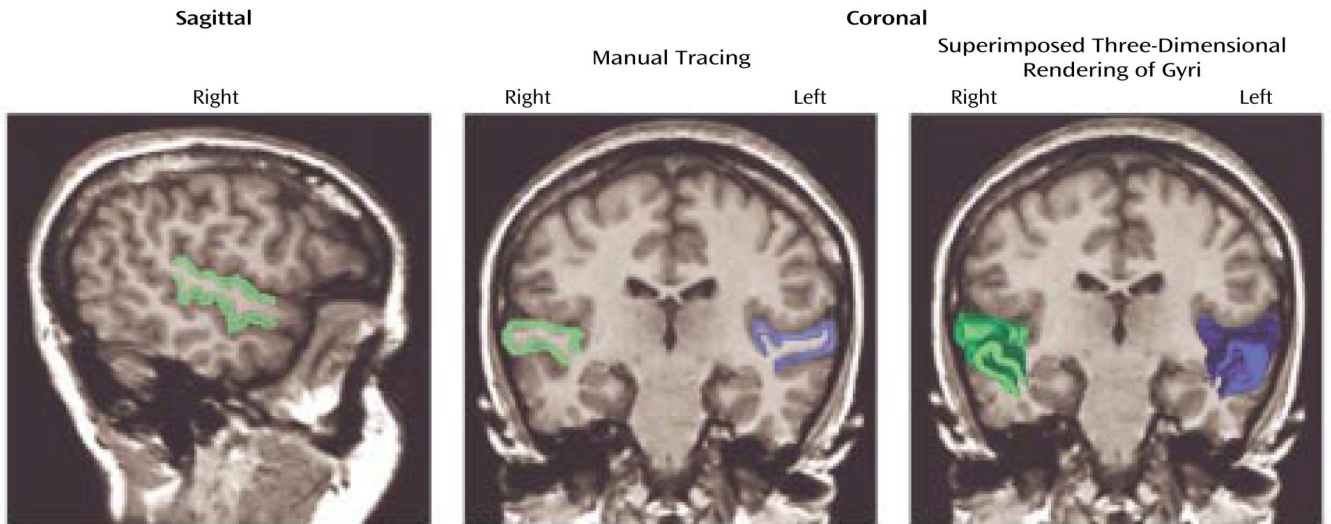 Sagittal
Coronal
Manual Tracing
Superimposed Three-Dimensional
Rendering of Gyri
Right
Right
Left
Right
Left